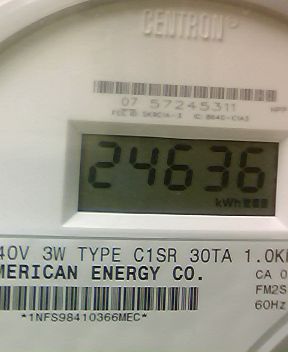 CENTRON
07 57245311
24636
kWh
40V 3W TYPE C1SR 30TA 1.0K
MERICAN ENERGY CO.
CA 0
FM2S
60Hz
*1NFS98410366MEC*